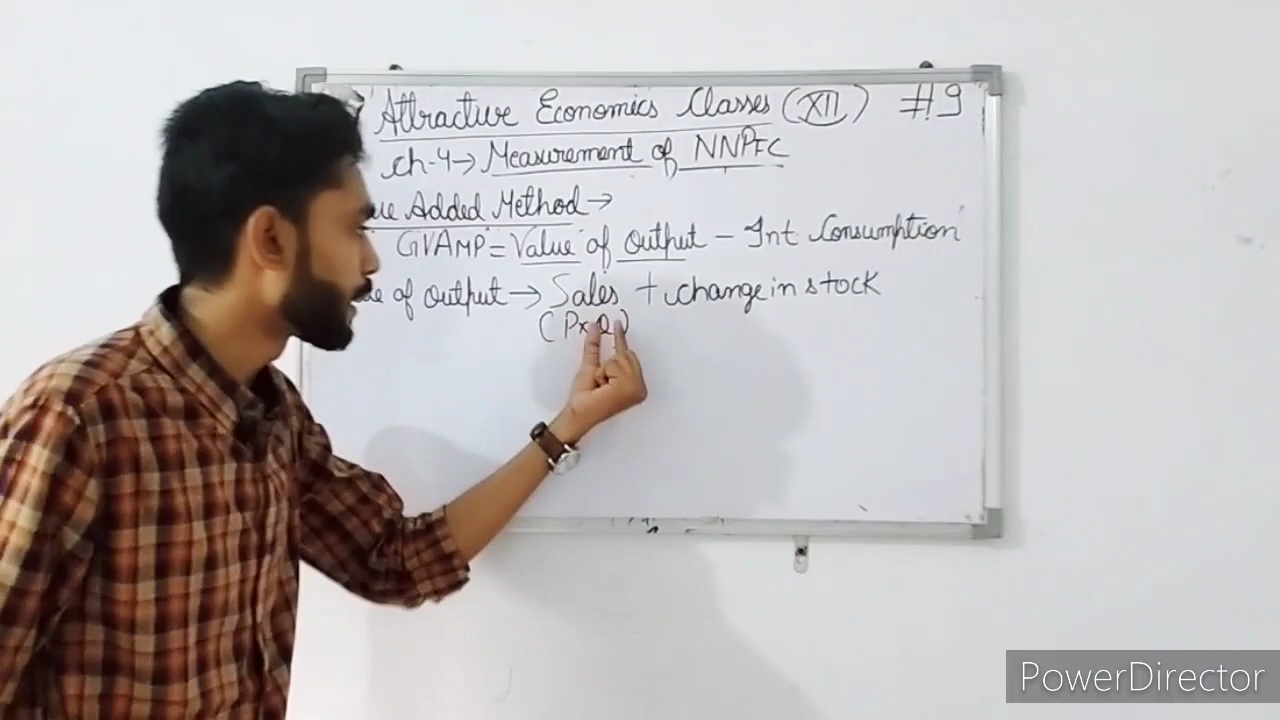 Attractive Economics Classes (XII) #9
ch-4→ Measurement of NNPFC
Added Method→
GVAMP = Value of output - Int Consumption
of output → Sales + change in stock
(P×Q)
PowerDirector